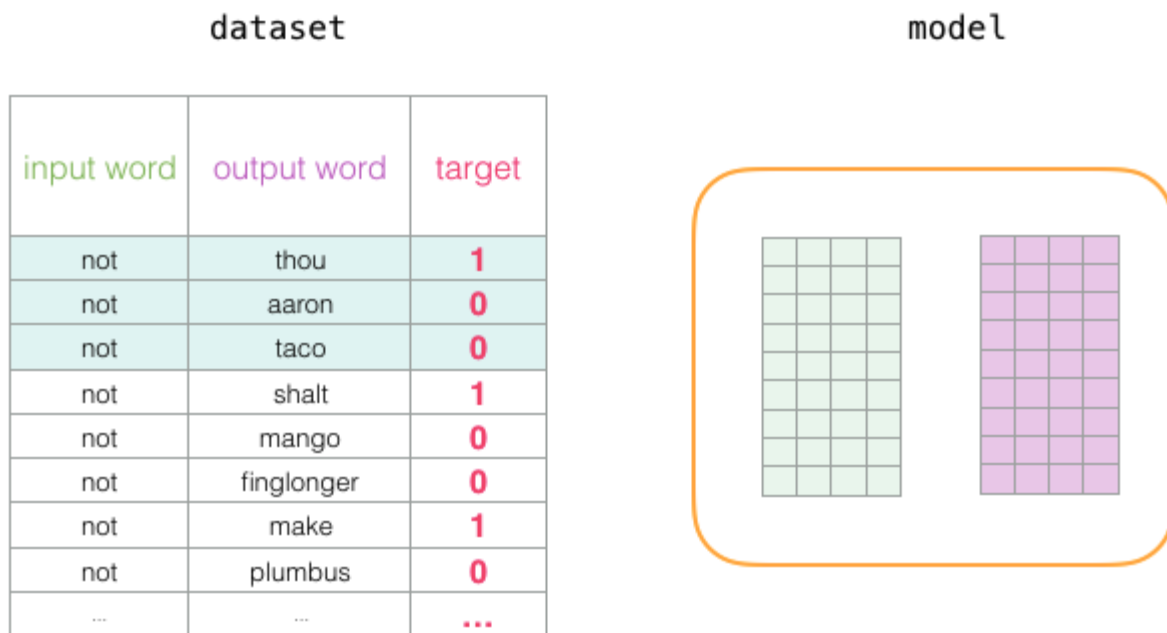 dataset
model
input word output word target
not thou 1
not aaron 0
not taco 0
not shalt 1
not mango 0
not finglonger 0
not make 1
not plumbus 0
... ... ...